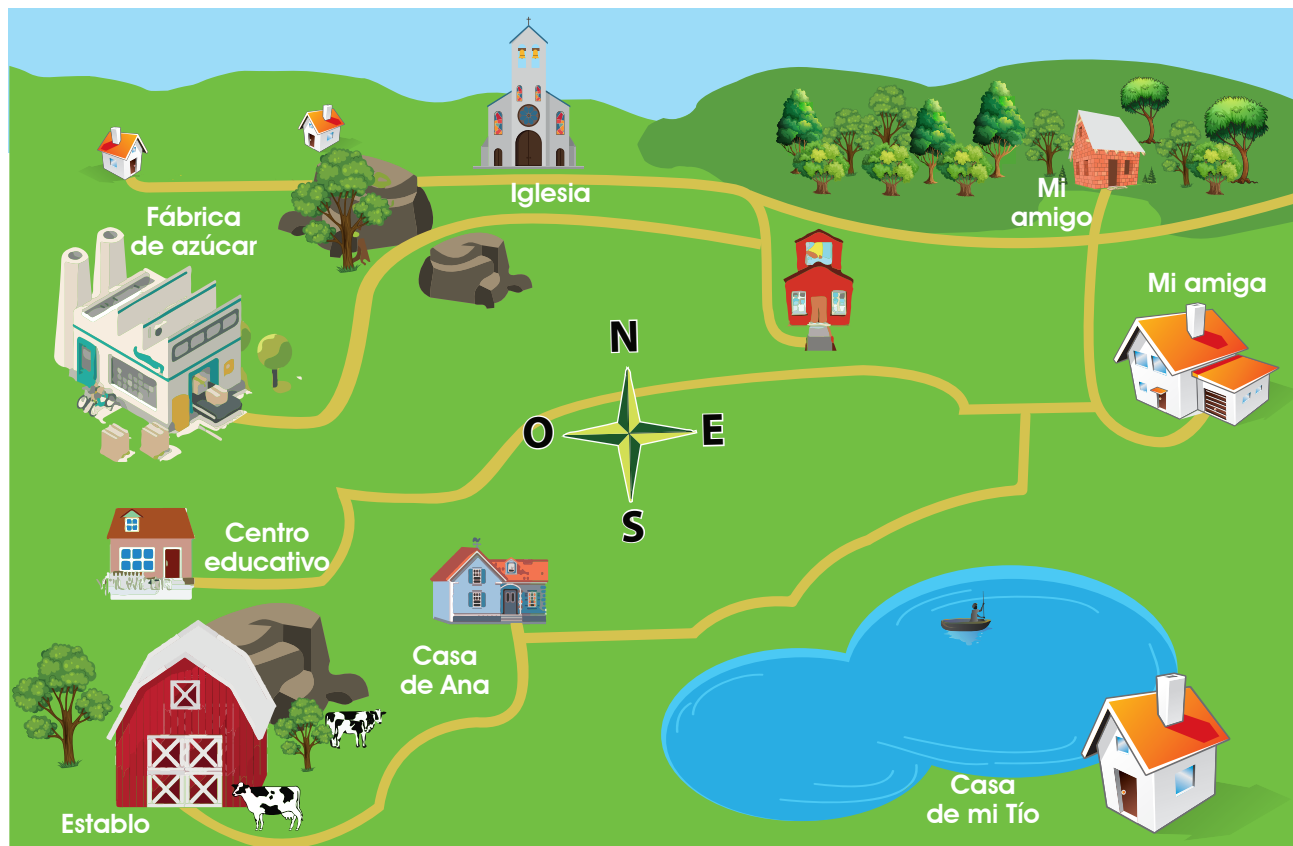 Iglesia
Mi
amigo
Fábrica
de azúcar
Mi amiga
N
O
E
S
Centro
educativo
Casa
de Ana
Casa
de mi Tío
Establo